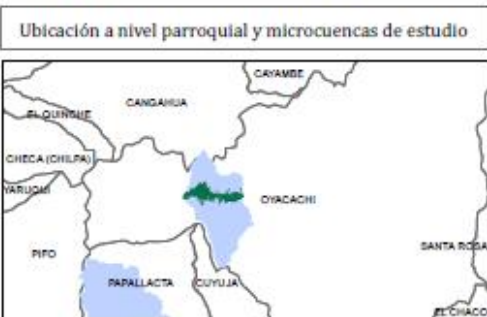 Ubicación a nivel parroquial y microcuencas de estudio
CAYAMBE
CANGAHUA
EL QUINCHE
CHECA (CHILPA)
YARUQUI
OYACACHI
PIFO
SANTA ROSA
PAPALLACTA
CUYUJA
EL CHACO